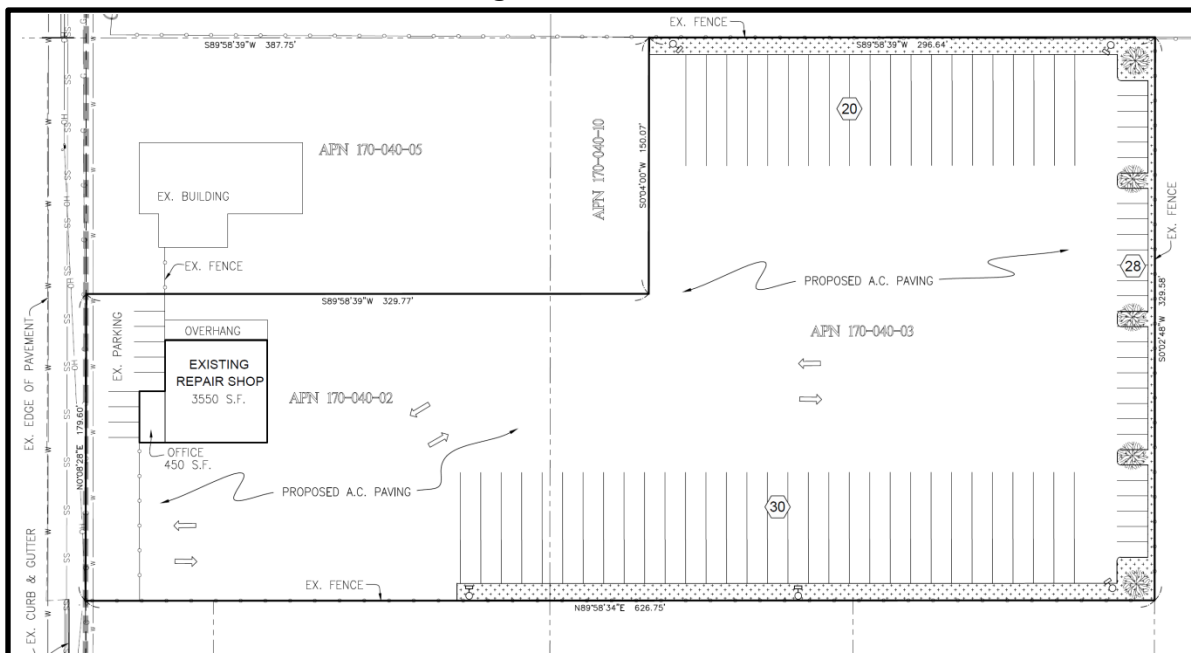 EX. FENCE
S89°58'39"W 387.75'
S89°58'39"W 296.64'
20
APN 170-040-05
APN 170-040-10
S0°04'00"W 150.07'
EX. BUILDING
EX. FENCE
EX. FENCE
28
PROPOSED A.C. PAVING
S89°58'39"W 329.77'
APN 170-040-03
S0°02'48"W 329.58'
EX. EDGE OF PAVEMENT
EX. PARKING
OVERHANG
EXISTING
REPAIR SHOP
3550 S.F.
APN 170-040-02
N0°08'28"E 179.60'
OFFICE
450 S.F.
PROPOSED A.C. PAVING
30
EX. CURB & GUTTER
EX. FENCE
N89°58'34"E 626.75'
W
SS
OH
G